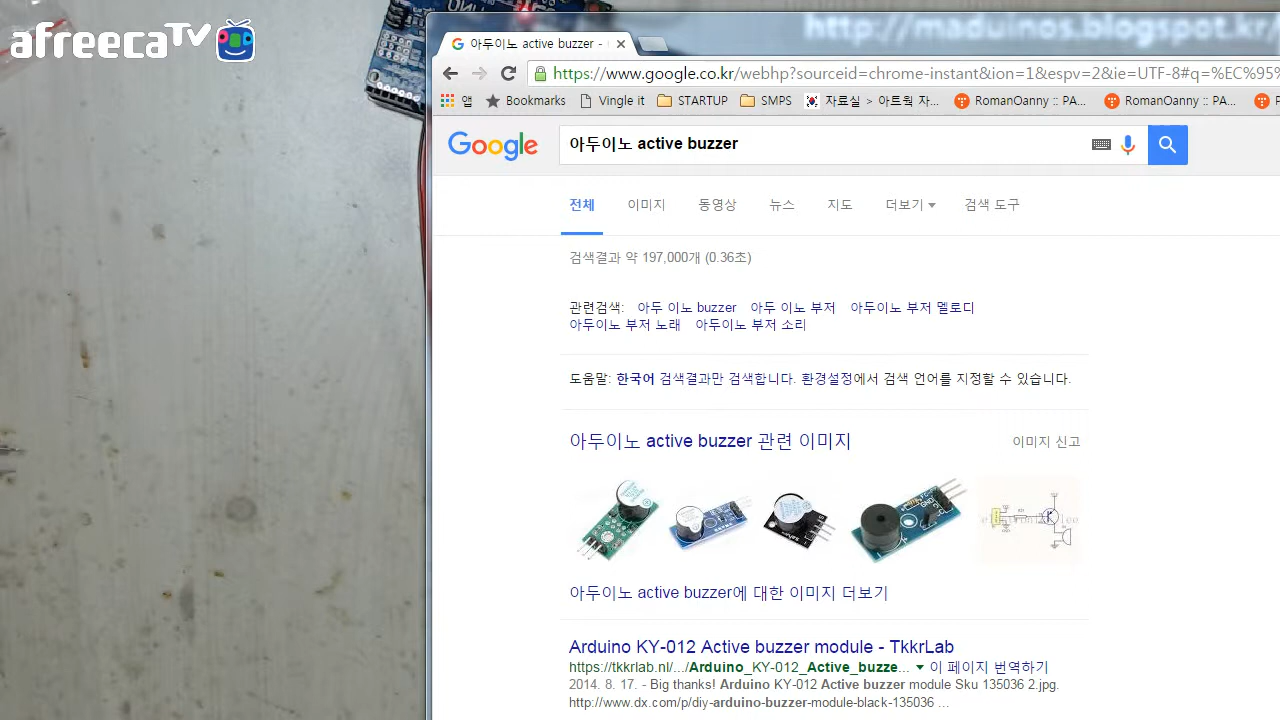 afreecaTV
UNO
http://maduinos.blogspot.kr/
아두이노 active buzzer -
https://www.google.co.kr/webhp?sourceid=chrome-instant&ion=1&espv=2&ie=UTF-8#q=%EC%95%
앱 Bookmarks Vingle it STARTUP SMPS 자료실 > 아트웍 자... RomanOanny :: PA... RomanOanny :: PA...
Google 아두이노 active buzzer
전체 이미지 동영상 뉴스 지도 더보기 검색 도구
검색결과 약 197,000개 (0.36초)
관련검색: 아두 이노 buzzer 아두 이노 부저 아두이노 부저 멜로디
아두이노 부저 노래 아두이노 부저 소리
도움말: 한국어 검색결과만 검색합니다. 환경설정에서 검색 언어를 지정할 수 있습니다.
아두이노 active buzzer 관련 이미지 이미지 신고
아두이노 active buzzer에 대한 이미지 더보기
Arduino KY-012 Active buzzer module - TkkrLab
https://tkkrlab.nl/.../Arduino_KY-012_Active_buzze... 이 페이지 번역하기
2014. 8. 17. - Big thanks! Arduino KY-012 Active buzzer module Sku 135036 2.jpg.
http://www.dx.com/p/diy-arduino-buzzer-module-black-135036 ...